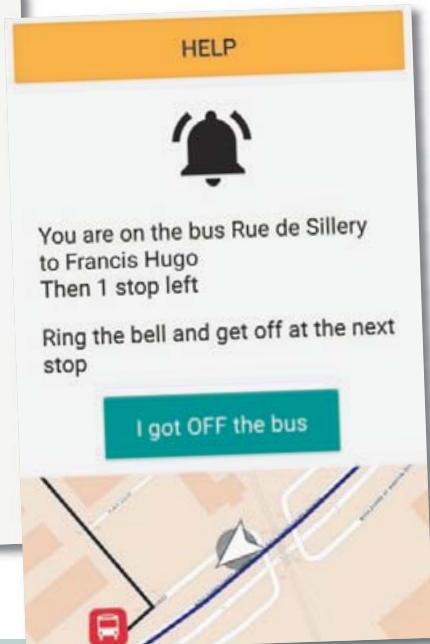 HELP
You are on the bus Rue de Sillery
to Francis Hugo
Then 1 stop left
Ring the bell and get off at the next
stop
I got OFF the bus